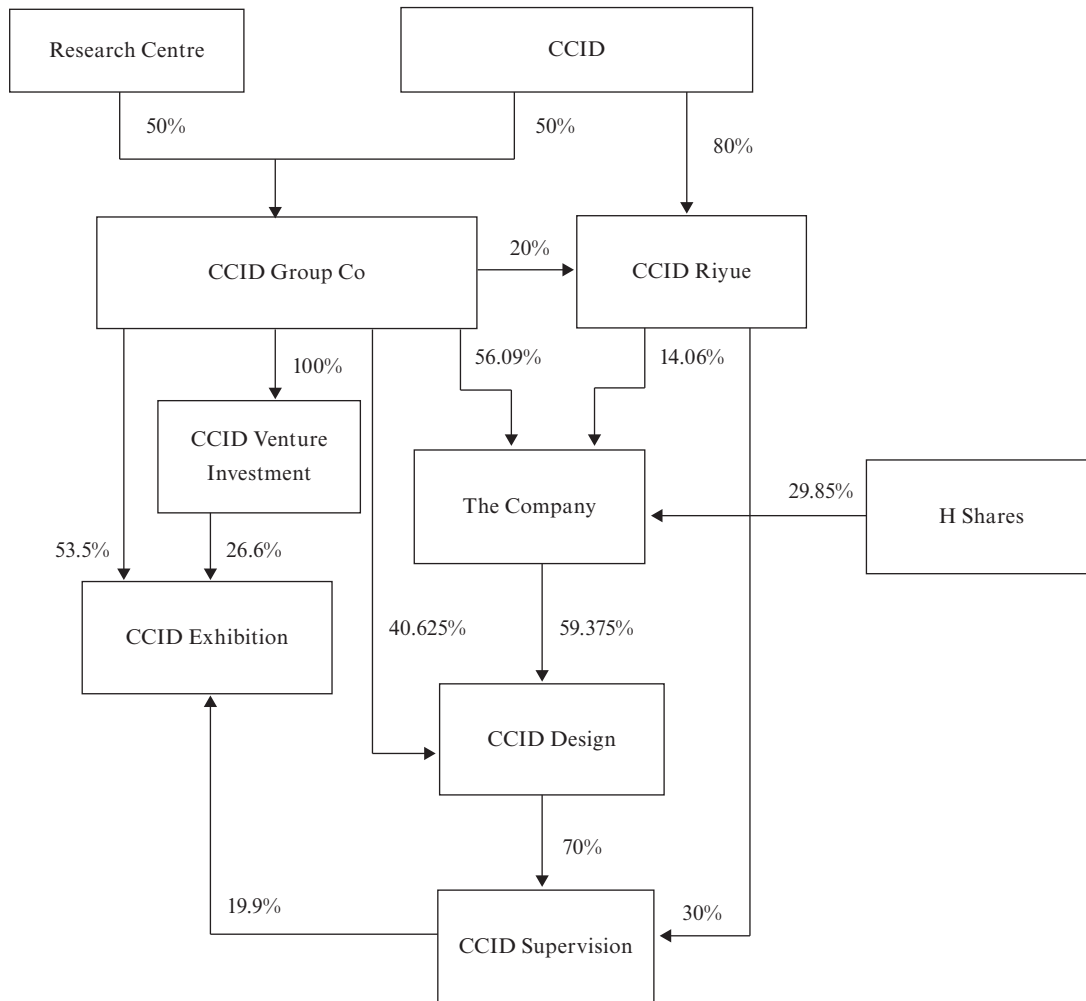 Research Centre
CCID
50%
50%
80%
CCID Group Co
20%
CCID Riyue
100%
56.09%
14.06%
CCID Venture
Investment
The Company
29.85%
H Shares
53.5%
26.6%
CCID Exhibition
40.625%
59.375%
CCID Design
70%
19.9%
30%
CCID Supervision